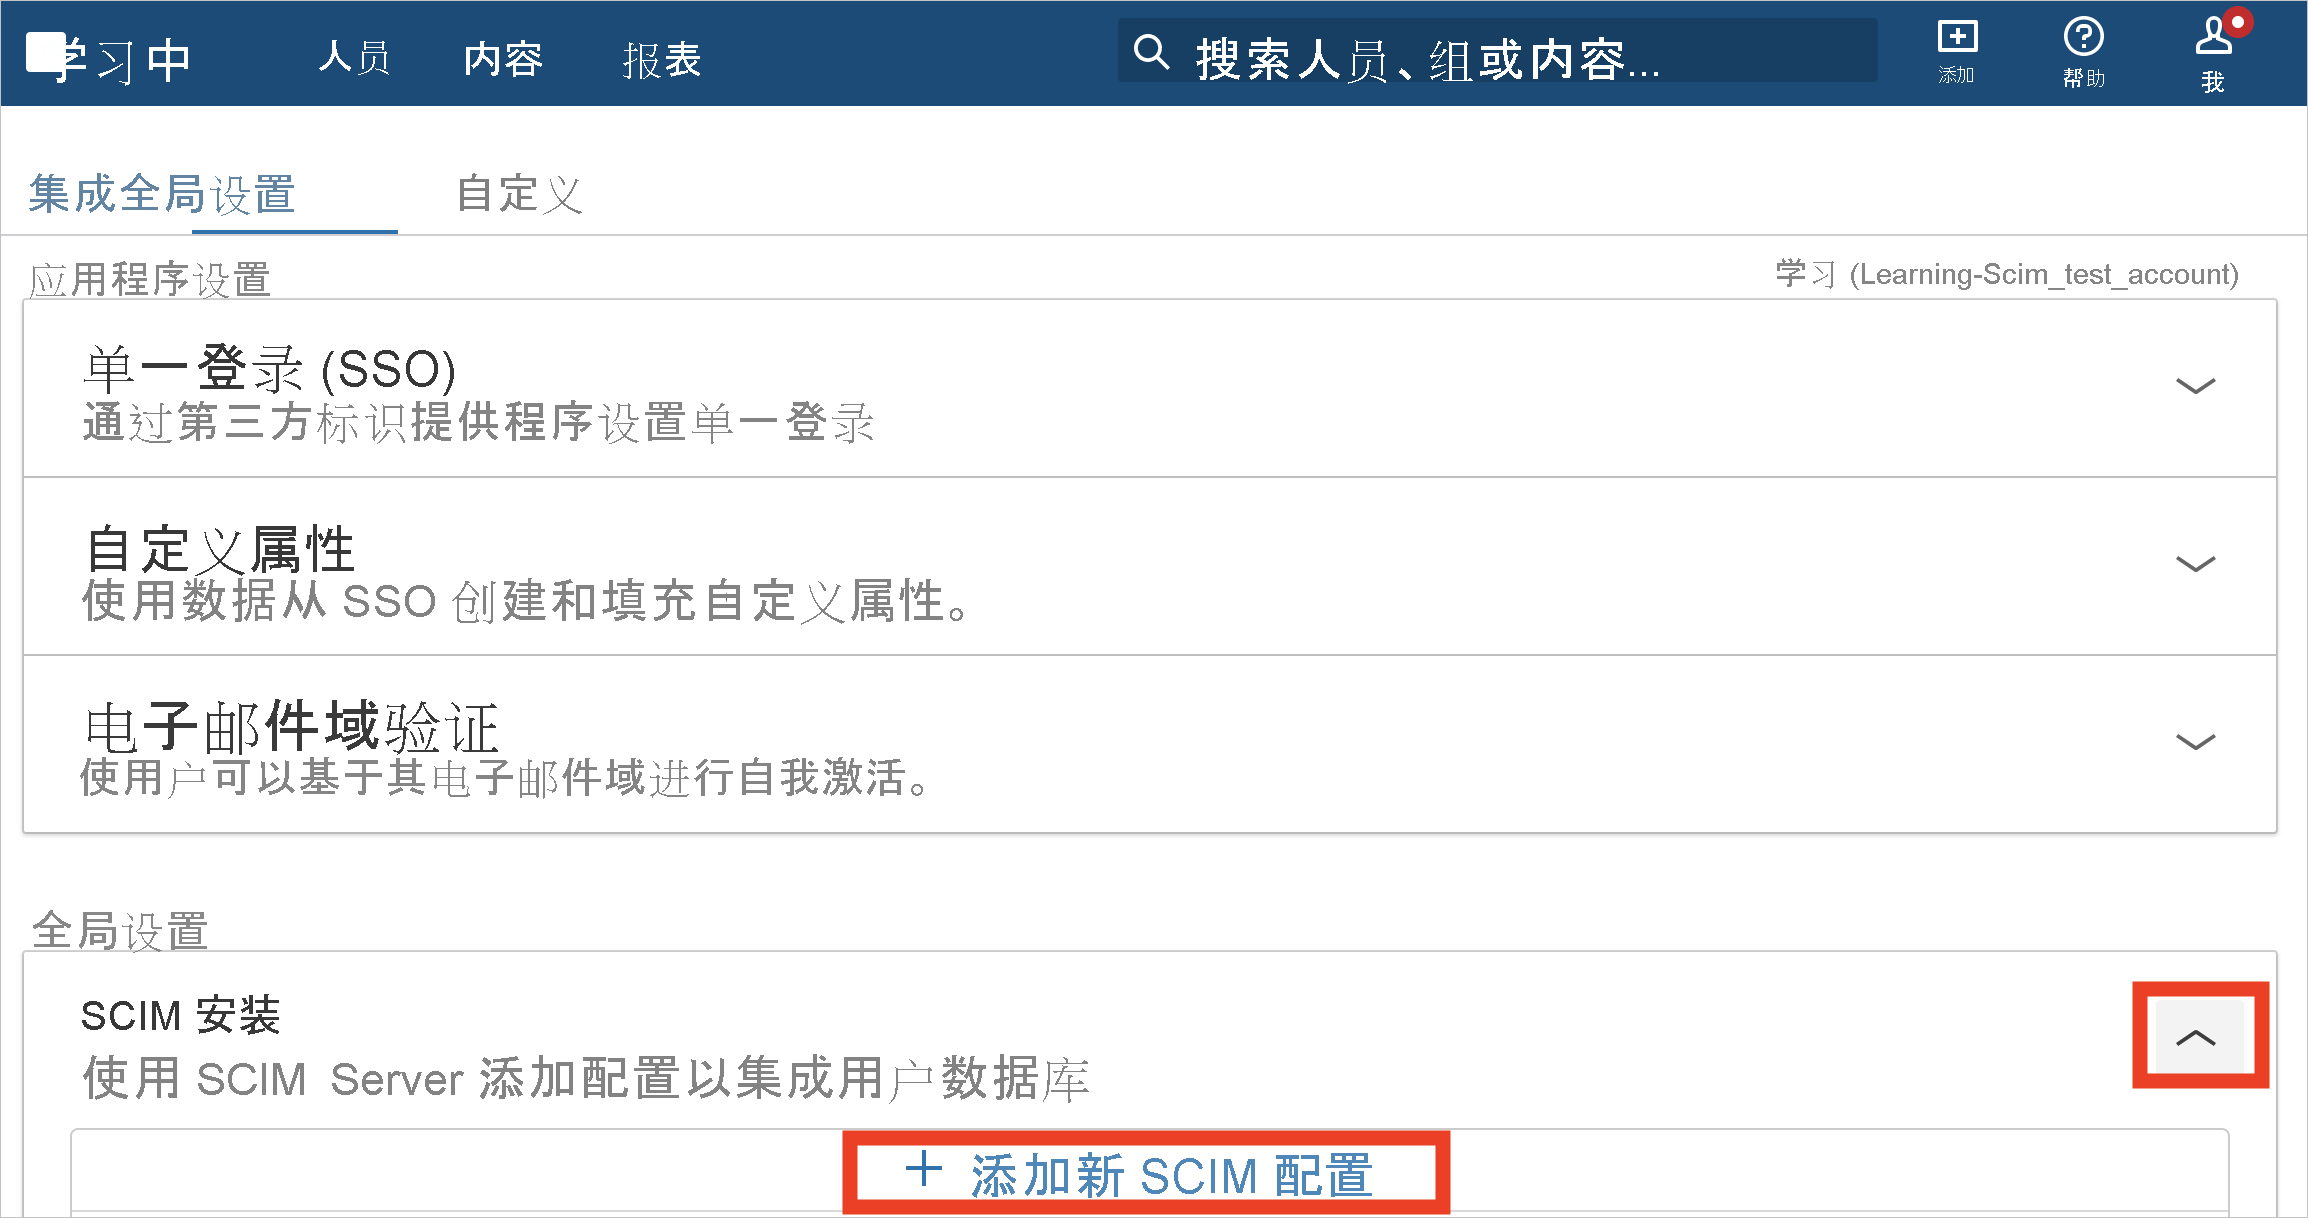 学习中 人员 内容 报表 搜索人员、组或内容... 添加 帮助 我
集成全局设置 自定义
应用程序设置 学习 (Learning-Scim_test_account)
单一登录 (SSO)
通过第三方标识提供程序设置单一登录
自定义属性
使用数据从 SSO 创建和填充自定义属性。
电子邮件域验证
使用户可以基于其电子邮件域进行自我激活。
全局设置
SCIM 安装
使用 SCIM Server 添加配置以集成用户数据库
+ 添加新 SCIM 配置